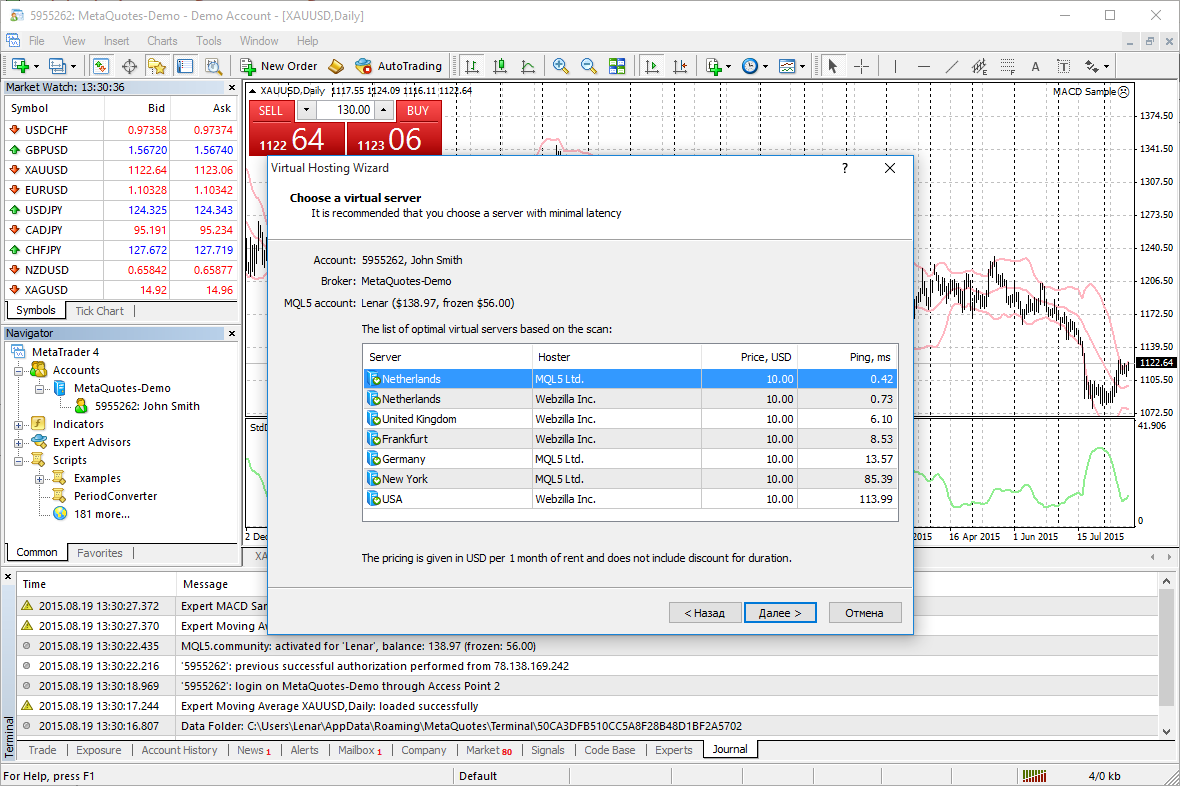 5955262: MetaQuotes-Demo - Demo Account - [XAUUSD,Daily]
File View Insert Charts Tools Window Help
New Order AutoTrading A T
Market Watch: 13:30:36
Symbol Bid Ask
USDCHF 0.97358 0.97374
GBPUSD 1.56720 1.56740
XAUUSD 1122.64 1123.06
EURUSD 1.10328 1.10342
USDJPY 124.325 124.343
CADJPY 95.191 95.234
CHFJPY 127.672 127.719
NZDUSD 0.65842 0.65877
XAGUSD 14.92 14.96
Symbols Tick Chart
Navigator
MetaTrader 4
Accounts
MetaQuotes-Demo
5955262: John Smith
Indicators
Expert Advisors
Scripts
Examples
PeriodConverter
181 more...
Common Favorites
XAUUSD,Daily 1117.55 1124.09 1116.11 1122.64
MACD Sample
SELL 130.00 BUY
1122 64 1123 06
1374.50
1341.50
1307.50
1273.50
1240.50
1206.50
1172.50
1139.50
1122.64
1105.50
1072.50
41.906
0
2015 16 Apr 2015 1 Jun 2015 15 Jul 2015
Virtual Hosting Wizard ?
Choose a virtual server
It is recommended that you choose a server with minimal latency
Account: 5955262, John Smith
Broker: MetaQuotes-Demo
MQL5 account: Lenar ($138.97, frozen $56.00)
The list of optimal virtual servers based on the scan:
Server Hoster Price, USD Ping, ms
Netherlands MQL5 Ltd. 10.00 0.42
Netherlands Webzilla Inc. 10.00 0.73
United Kingdom Webzilla Inc. 10.00 6.10
Frankfurt Webzilla Inc. 10.00 8.53
Germany MQL5 Ltd. 10.00 13.57
New York MQL5 Ltd. 10.00 85.39
USA Webzilla Inc. 10.00 113.99
The pricing is given in USD per 1 month of rent and does not include discount for duration.
< Назад Далее > Отмена
Time Message
2015.08.19 13:30:27.372 Expert MACD
2015.08.19 13:30:27.370 Expert Moving
2015.08.19 13:30:22.435 MQL5.community: activated for 'Lenar', balance: 138.97 (frozen: 56.00)
2015.08.19 13:30:22.216 '5955262': previous successful authorization performed from 78.138.169.242
2015.08.19 13:30:18.969 '5955262': login on MetaQuotes-Demo through Access Point 2
2015.08.19 13:30:17.244 Expert Moving Average XAUUSD,Daily: loaded successfully
2015.08.19 13:30:16.807 Data Folder: C:\Users\Lenar\AppData\Roaming\MetaQuotes\Terminal\50CA3DFB510CC5A8F28B48D1BF2A5702
Terminal
Trade Exposure Account History News 1 Alerts Mailbox 1 Company Market 80 Signals Code Base Experts Journal
For Help, press F1 Default 4/0 kb